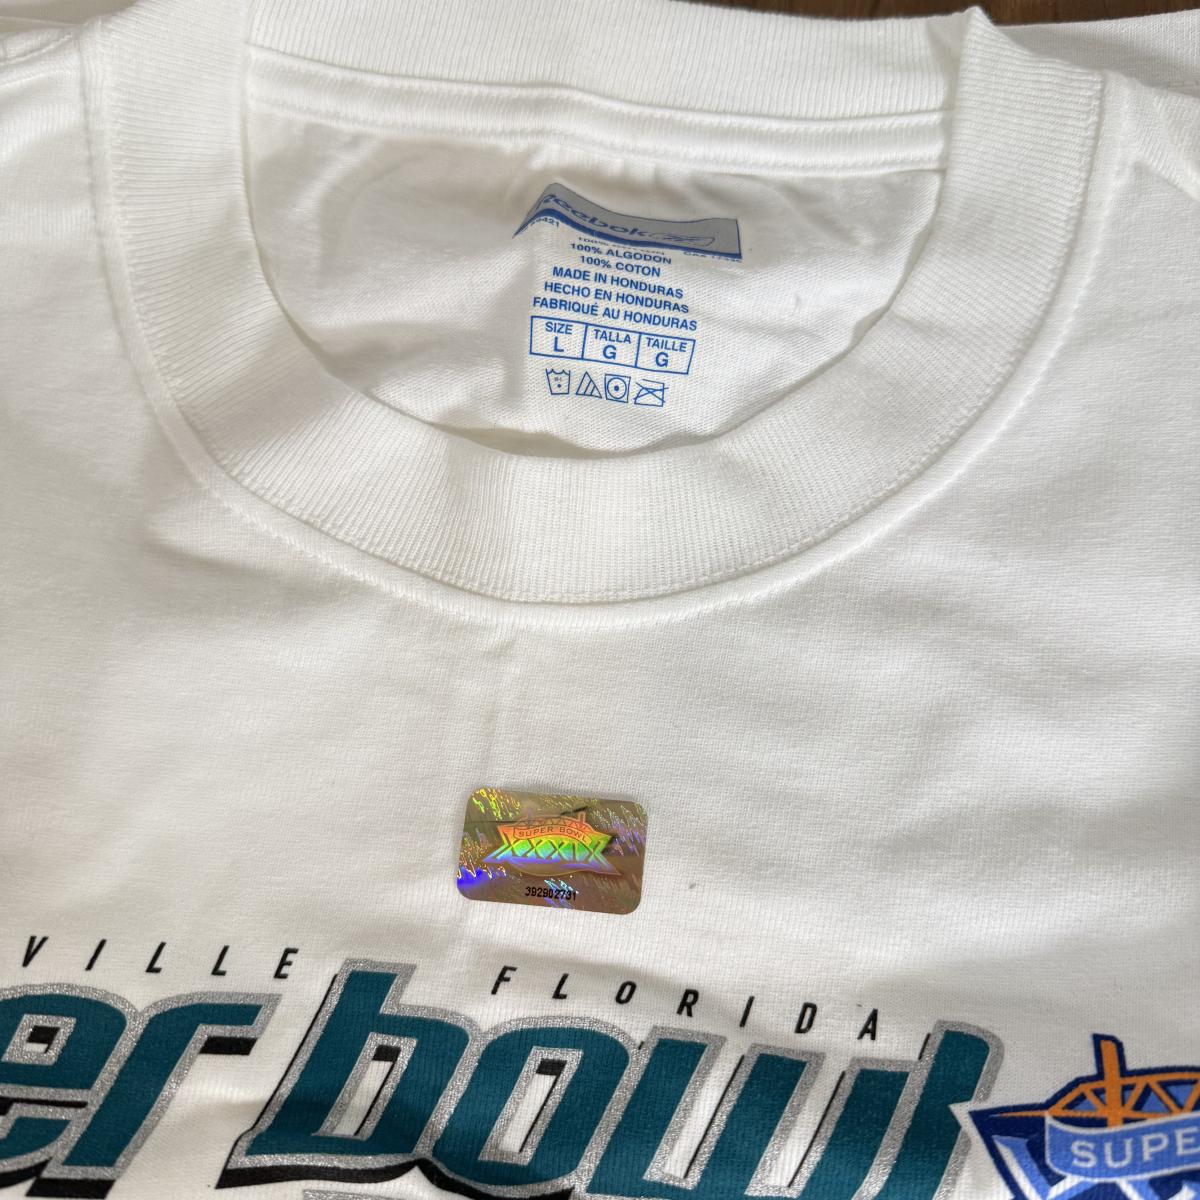 Reebok
100% ALGODON
100% COTON
MADE IN HONDURAS
HECHO EN HONDURAS
FABRIQUÉ AU HONDURAS
SIZE TALLA TAILLE
L G G
SUPER BOWL
XXXIX
392902731
VILLE FLORIDA
er bowl
SUPE